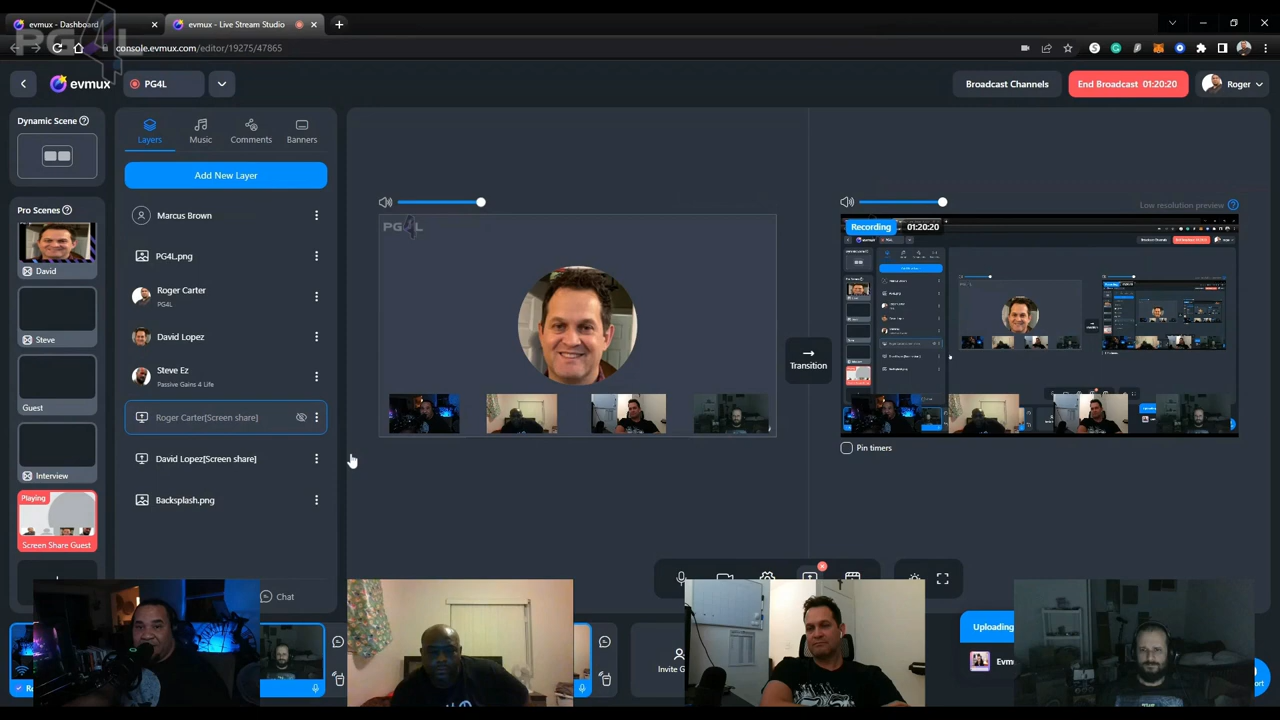 evmux - Dashboard
evmux - Live Stream Studio
PG4L
console.evmux.com/editor/19275/47865
evmux
PG4L
Broadcast Channels
End Broadcast 01:20:20
Roger
Dynamic Scene
Layers
Music
Comments
Banners
Add New Layer
Pro Scenes
David
Steve
Guest
Interview
Playing
Screen Share Guest
Marcus Brown
PG4L.png
Roger Carter
PG4L
David Lopez
Steve Ez
Passive Gains 4 Life
Roger Carter[Screen share]
David Lopez[Screen share]
Backsplash.png
Chat
PG4L
Transition
Low resolution preview
Recording
01:20:20
Pin timers
Uploading